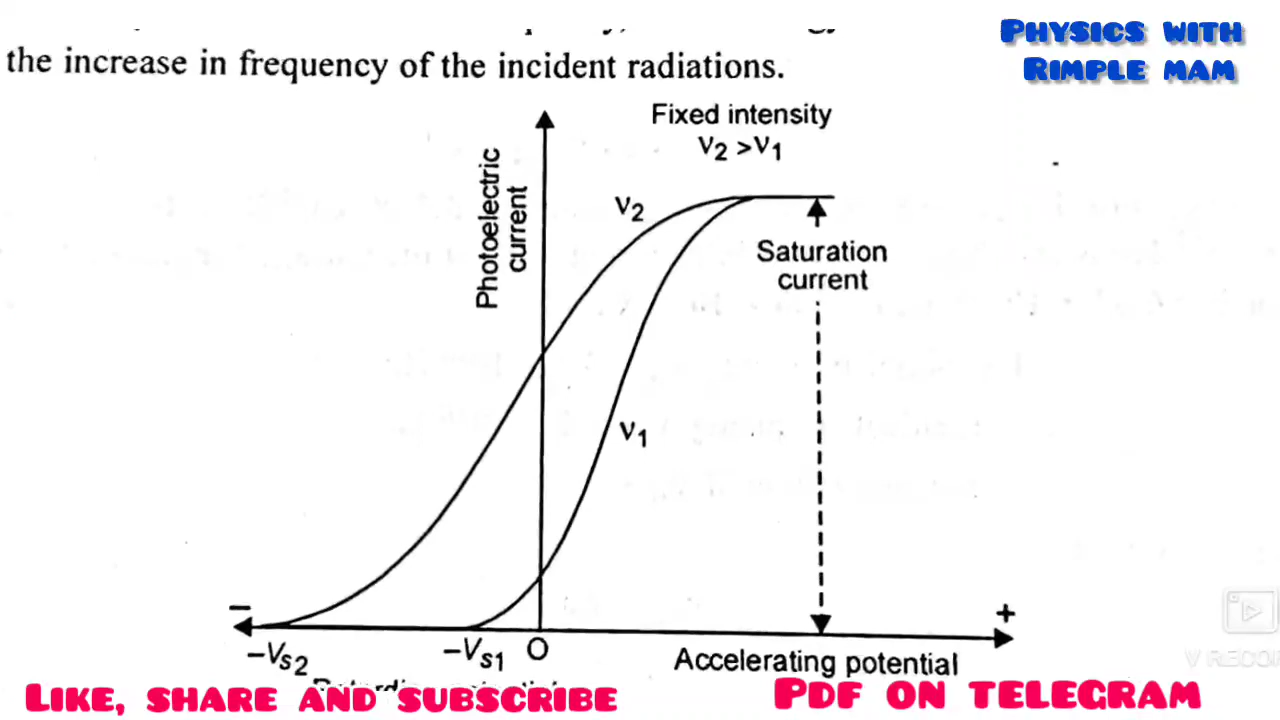 the increase in frequency of the incident radiations.
PHYSICS WITH
RIMPLE MAM
Fixed intensity
ν2 >ν1
Photoelectric
current
ν2
Saturation
current
ν1
−
+
−VS2
−VS1
O
Accelerating potential
LIKE, SHARE AND SUBSCRIBE
PDF ON TELEGRAM